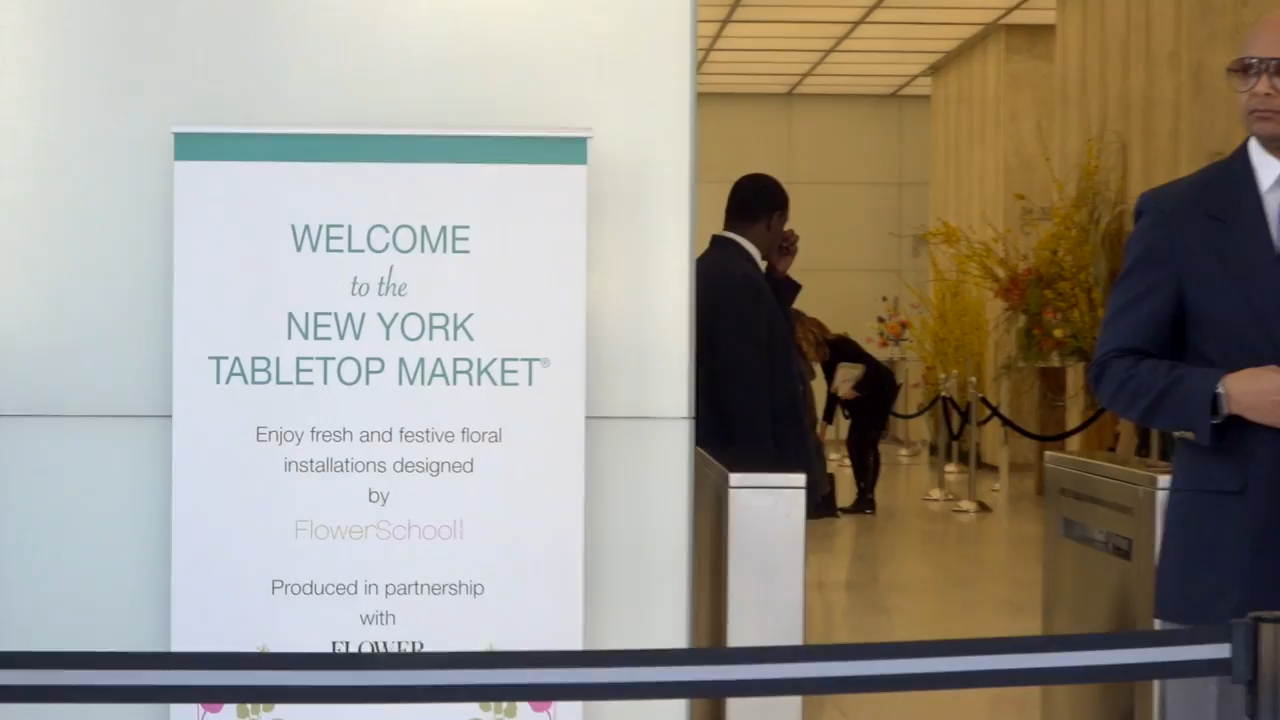 WELCOME
to the
NEW YORK
TABLETOP MARKET®
Enjoy fresh and festive floral
installations designed
by
FlowerSchool
Produced in partnership
with
FLOWER